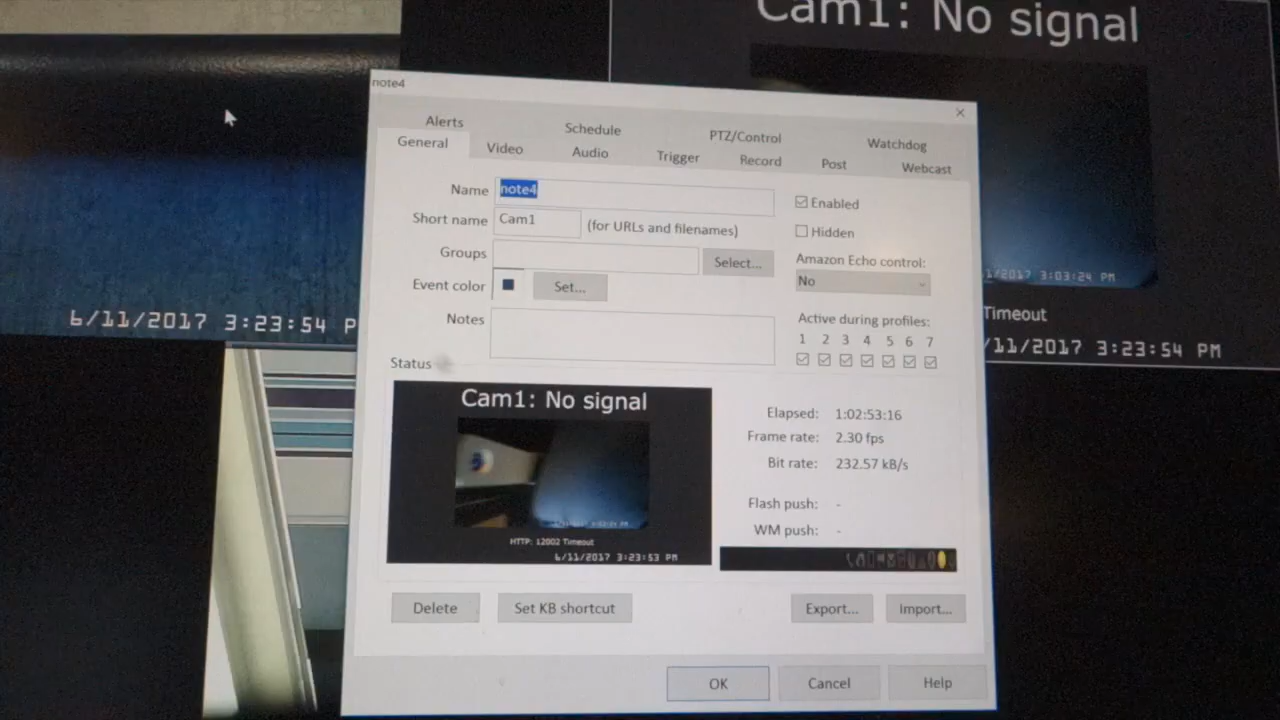 Cam1: No signal
note4
Alerts Schedule PTZ/Control Watchdog
General Video Audio Trigger Record Post Webcast
Name note4
Enabled
Short name Cam1 (for URLs and filenames)
Hidden
Groups Select...
Amazon Echo control:
No
Event color Set...
Notes
Active during profiles:
1 2 3 4 5 6 7
Status
Cam1: No signal
HTTP: 12002 Timeout
6/11/2017 3:23:53 PM
Elapsed: 1:02:53:16
Frame rate: 2.30 fps
Bit rate: 232.57 kB/s
Flash push: -
WM push: -
Delete Set KB shortcut Export... Import...
OK Cancel Help
6/11/2017 3:23:54 P
/2017 3:03:24 PM
Timeout
/11/2017 3:23:54 PM